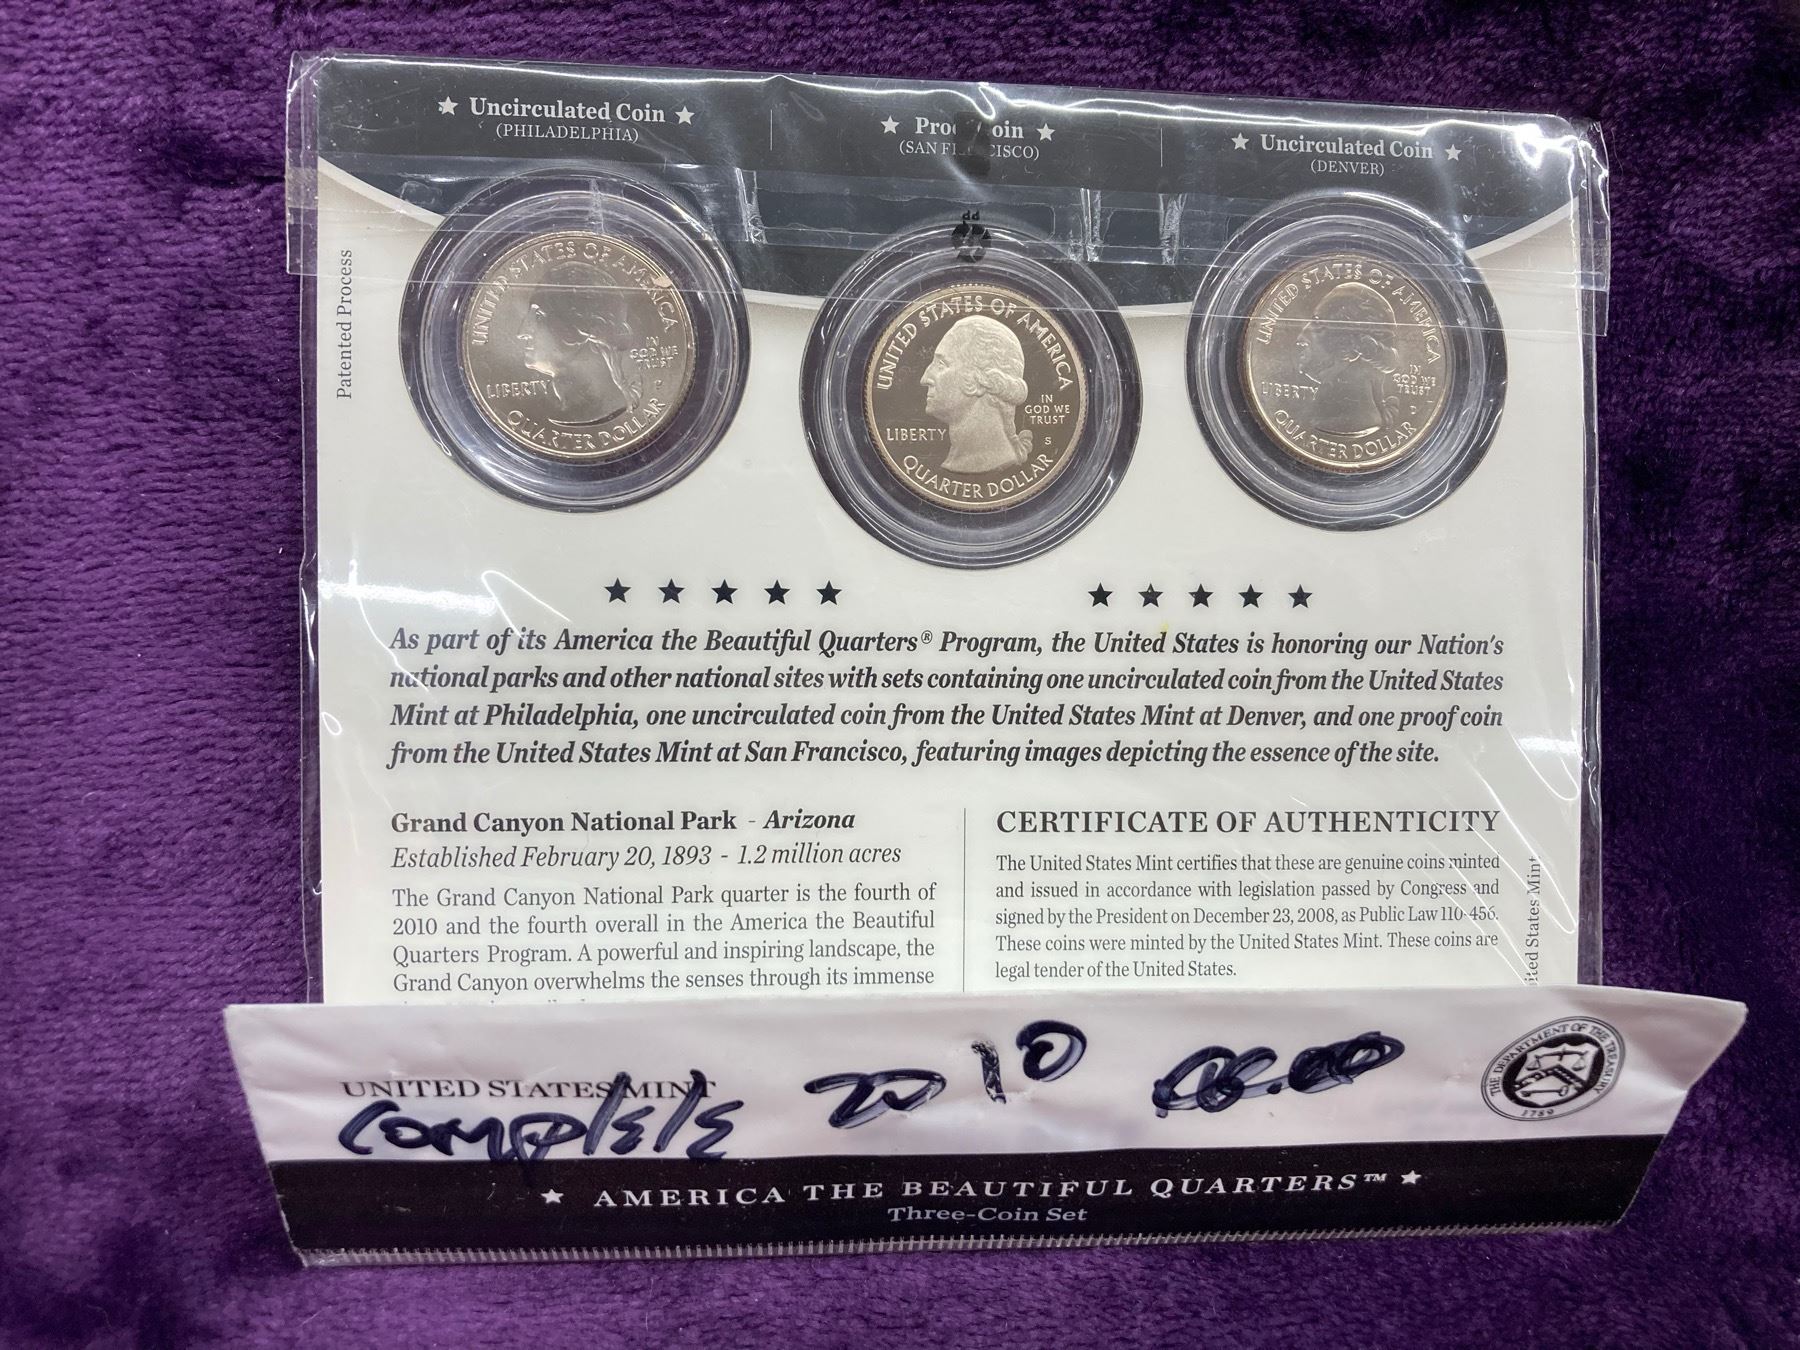 ★ Uncirculated Coin ★
(PHILADELPHIA)
★ Pro oin ★
(SAN F CISCO)
★ Uncirculated Coin ★
(DENVER)
Patented Process
UNITED STATES OF AMERICA
IN
GOD WE
TRUST
P
LIBERTY
QUARTER DOLLAR
PP
UNITED STATES OF AMERICA
IN
GOD WE
TRUST
S
LIBERTY
QUARTER DOLLAR
UNITED STATES OF AMERICA
IN
GOD WE
TRUST
D
LIBERTY
QUARTER DOLLAR
★ ★ ★ ★ ★ ★ ★ ★ ★ ★
As part of its America the Beautiful Quarters® Program, the United States is honoring our Nation's
national parks and other national sites with sets containing one uncirculated coin from the United States
Mint at Philadelphia, one uncirculated coin from the United States Mint at Denver, and one proof coin
from the United States Mint at San Francisco, featuring images depicting the essence of the site.
Grand Canyon National Park - Arizona
Established February 20, 1893 - 1.2 million acres
The Grand Canyon National Park quarter is the fourth of
2010 and the fourth overall in the America the Beautiful
Quarters Program. A powerful and inspiring landscape, the
Grand Canyon overwhelms the senses through its immense
CERTIFICATE OF AUTHENTICITY
The United States Mint certifies that these are genuine coins minted
and issued in accordance with legislation passed by Congress and
signed by the President on December 23, 2008, as Public Law 110-456.
These coins were minted by the United States Mint. These coins are
legal tender of the United States.
ited States Mint
UNITED STATES MINT
complete 2010
THE DEPARTMENT OF THE TREASURY
1789
★ AMERICA THE BEAUTIFUL QUARTERS™ ★
Three-Coin Set